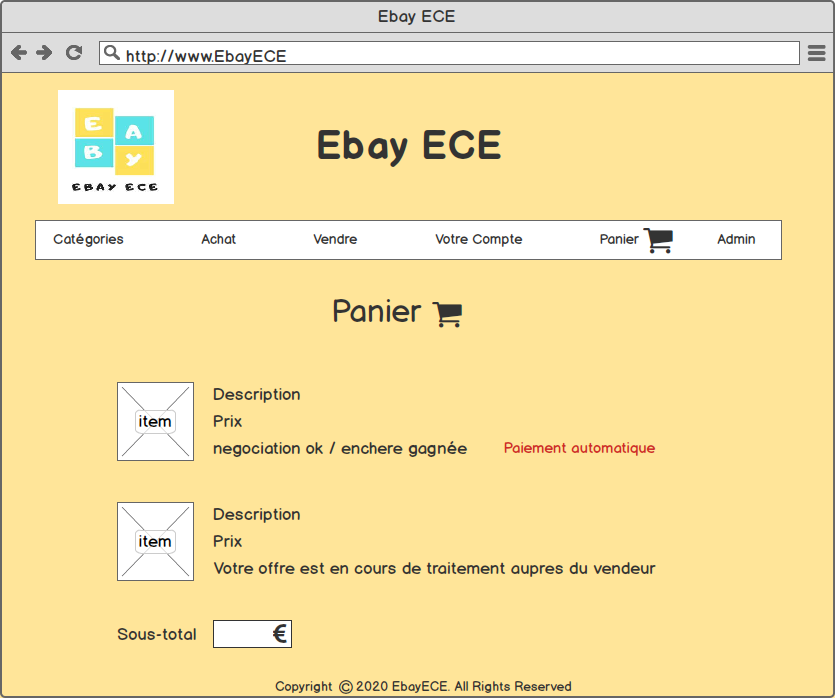 Ebay ECE
http://www.EbayECE
E
A
B
Y
EBAY ECE
Ebay ECE
Catégories Achat Vendre Votre Compte Panier Admin
Panier
item
Description
Prix
negociation ok / enchere gagnée Paiement automatique
item
Description
Prix
Votre offre est en cours de traitement aupres du vendeur
Sous-total €
Copyright © 2020 EbayECE. All Rights Reserved